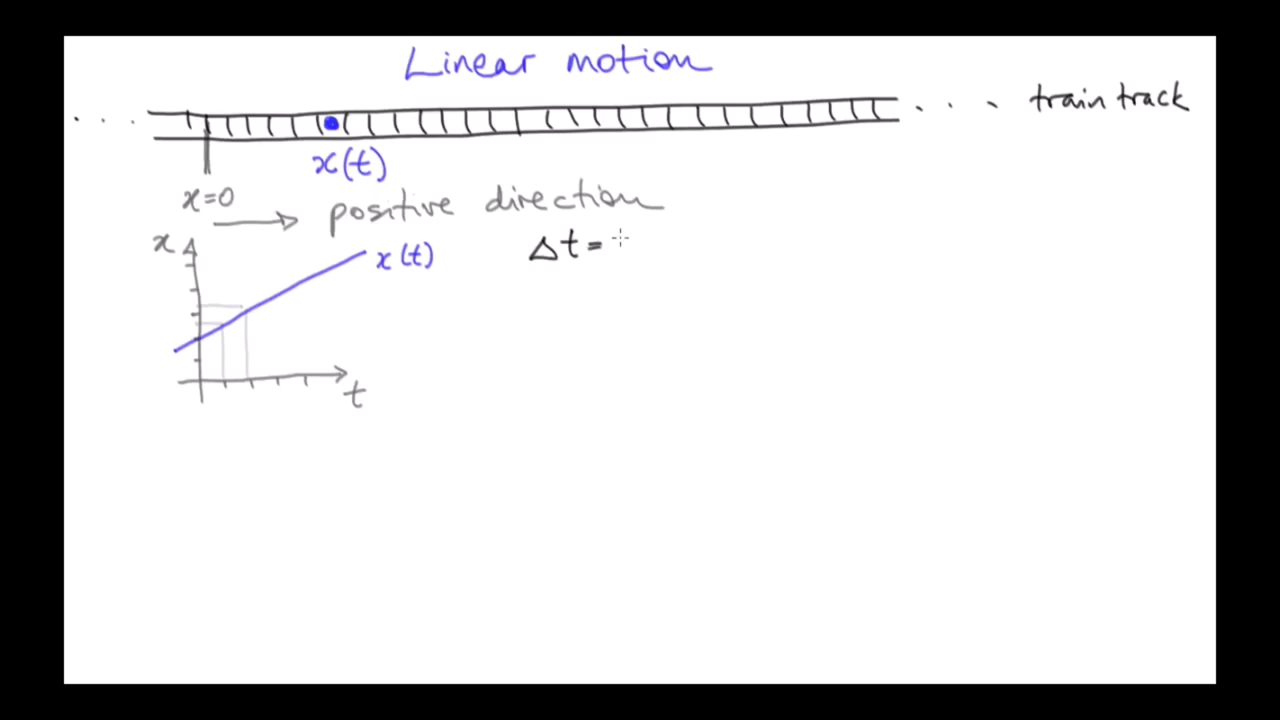 Linear motion
. . . . . . train track
x(t)
x=0
positive direction
x
x(t)
Δt =
t